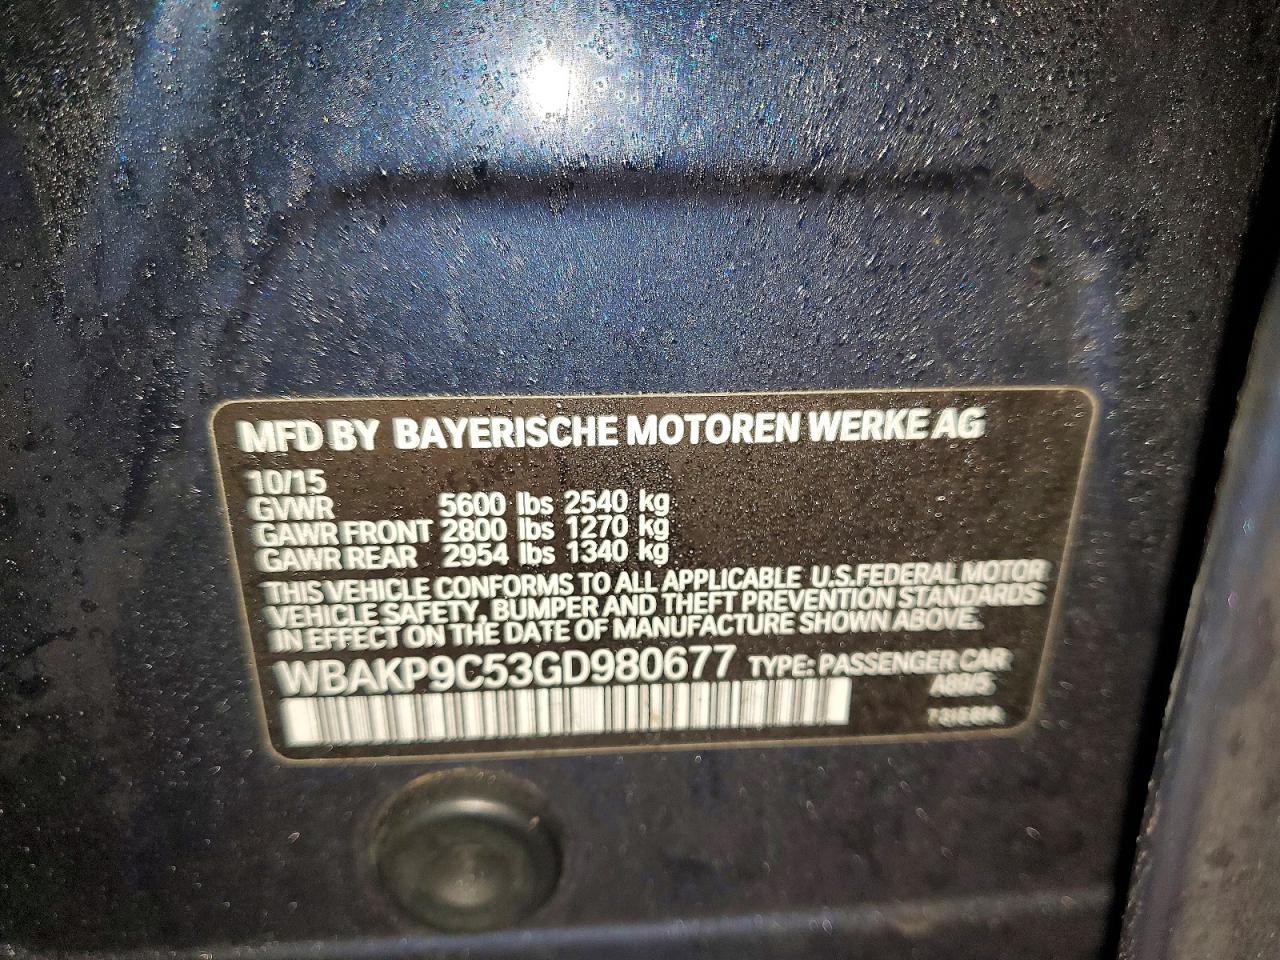 MFD BY BAYERISCHE MOTOREN WERKE AG
10/15
GVWR 5600 lbs 2540 kg
GAWR FRONT 2800 lbs 1270 kg
GAWR REAR 2954 lbs 1340 kg
THIS VEHICLE CONFORMS TO ALL APPLICABLE U.S.FEDERAL MOTOR
VEHICLE SAFETY, BUMPER AND THEFT PREVENTION STANDARDS
IN EFFECT ON THE DATE OF MANUFACTURE SHOWN ABOVE.
WBAKP9C53GD980677 TYPE: PASSENGER CAR